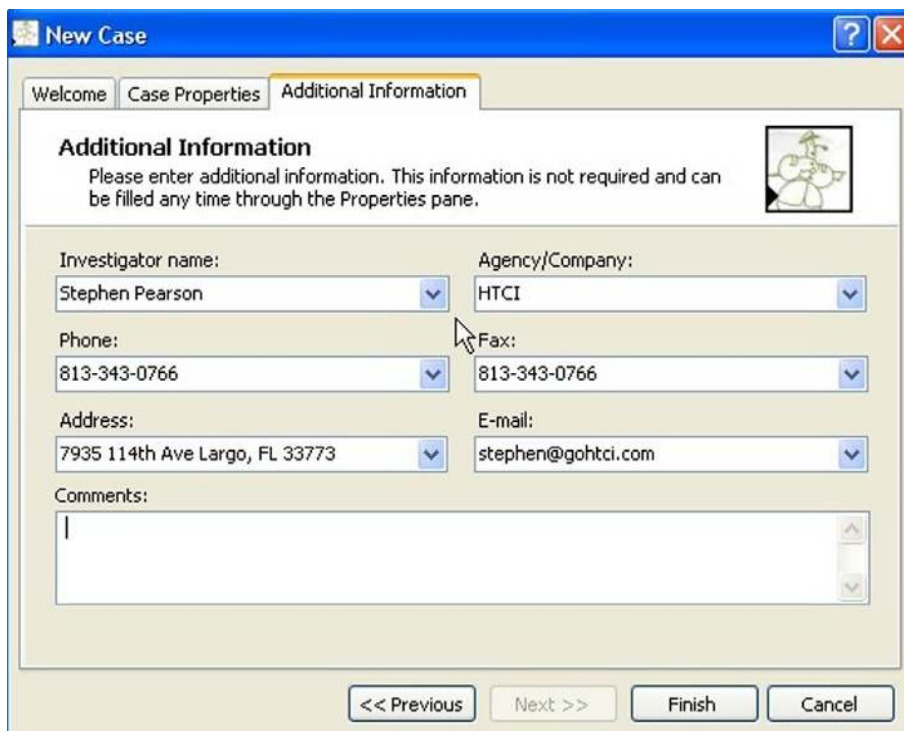 New Case
Welcome Case Properties Additional Information
Additional Information
Please enter additional information. This information is not required and can
be filled any time through the Properties pane.
Investigator name: Agency/Company:
Stephen Pearson HTCI
Phone: Fax:
813-343-0766 813-343-0766
Address: E-mail:
7935 114th Ave Largo, FL 33773 stephen@gohtci.com
Comments:
<< Previous Next >> Finish Cancel